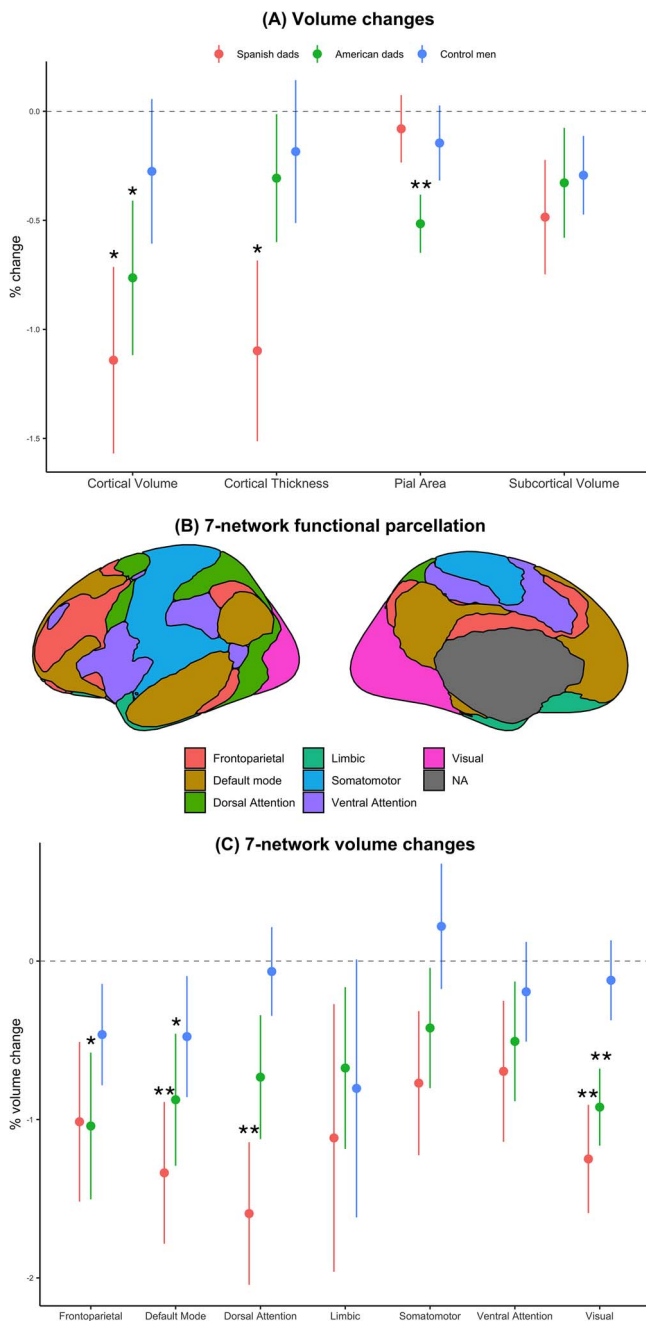 (A) Volume changes
Spanish dads American dads Control men
% change
0.0
*
*
*
**
-0.5
-1.0
-1.5
Cortical Volume Cortical Thickness Pial Area Subcortical Volume
(B) 7-network functional parcellation
Frontoparietal Limbic Visual
Default mode Somatomotor NA
Dorsal Attention Ventral Attention
(C) 7-network volume changes
% volume change
0
*
**
*
**
**
**
-1
-2
Frontoparietal Default Mode Dorsal Attention Limbic Somatomotor Ventral Attention Visual